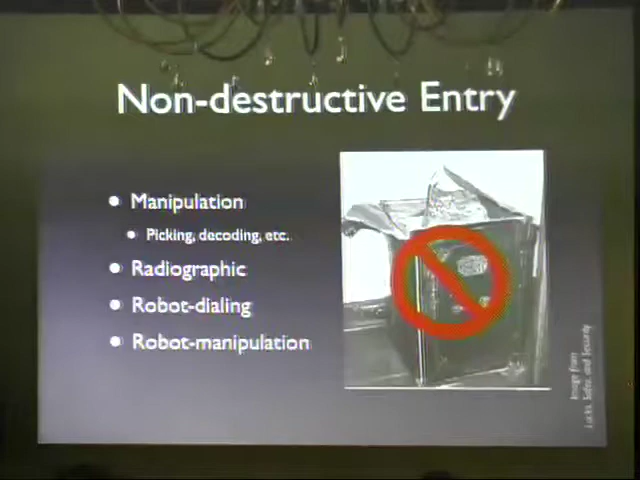 Non-destructive Entry
Manipulation
Picking, decoding, etc.
Radiographic
Robot-dialing
Robot-manipulation
Image from
Locks, Safes, and Security